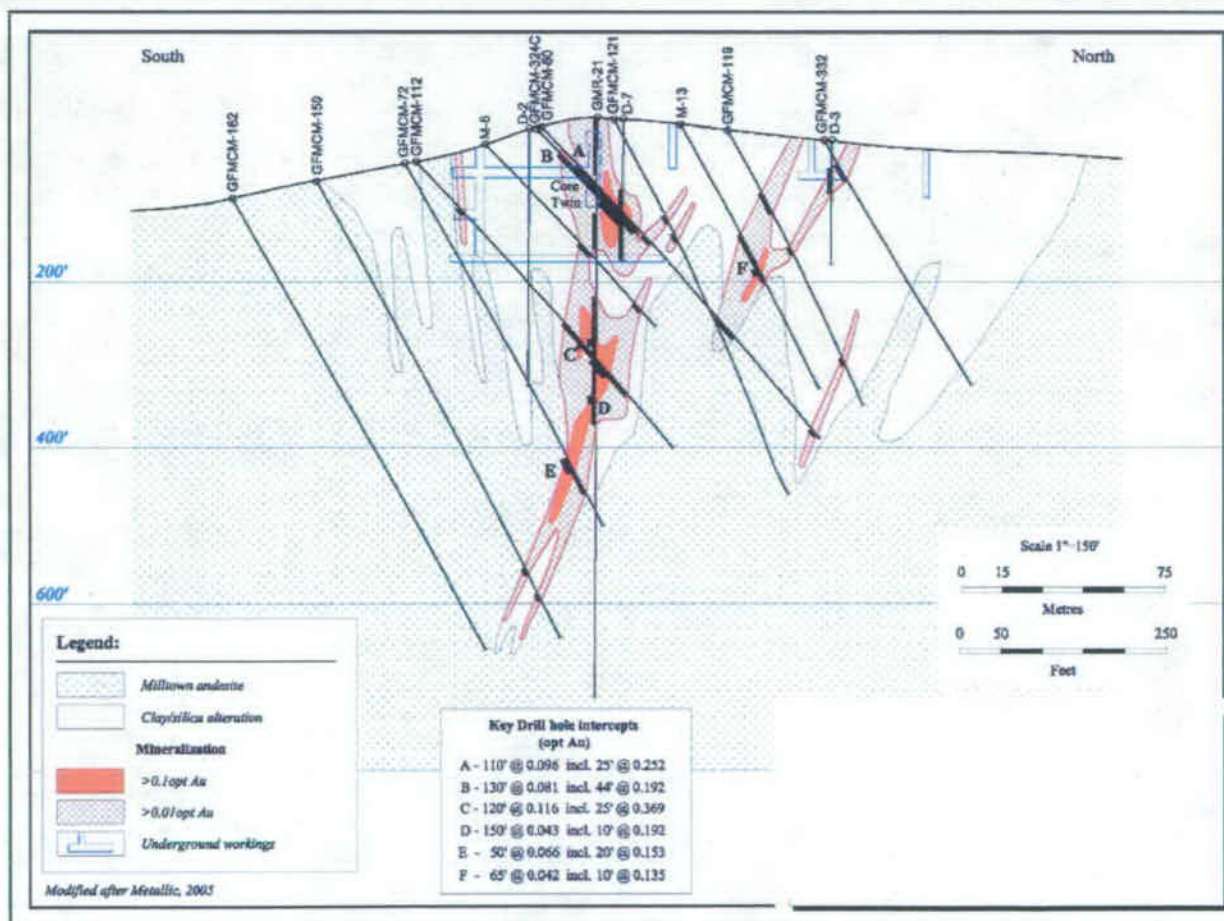 South
North
GFMCM-162
GFMCM-159
GFMCM-72
GFMCM-112
M-6
D-2
GFMCM-324C
GFMCM-80
GMR-21
GFMCM-121
D-7
M-13
GFMCM-119
GFMCM-332
D-3
B
A
Core
Twin
F
C
D
E
200'
400'
600'
Scale 1"=150'
0 15 75
Metres
0 50 250
Feet
Legend:
Milltown andesite
Clay/silica alteration
Mineralization
>0.1opt Au
>0.01opt Au
Underground workings
Modified after Metallic, 2005
Key Drill hole intercepts
(opt Au)
A - 110' @ 0.096 incl. 25' @ 0.252
B - 130' @ 0.081 incl. 44' @ 0.192
C - 120' @ 0.116 incl. 25' @ 0.369
D - 150' @ 0.043 incl. 10' @ 0.192
E - 50' @ 0.066 incl. 20' @ 0.153
F - 65' @ 0.042 incl. 10' @ 0.135